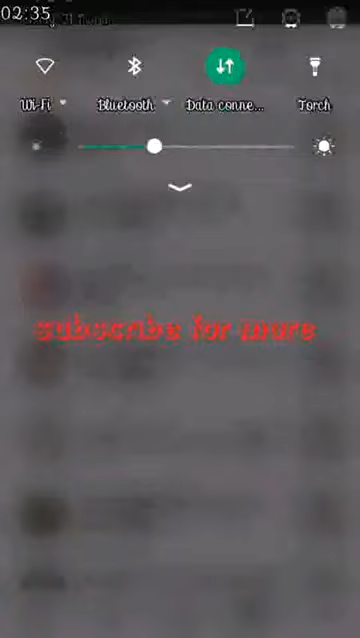 02:35
Wi-Fi
Bluetooth
Data conne...
Torch
subscribe for more